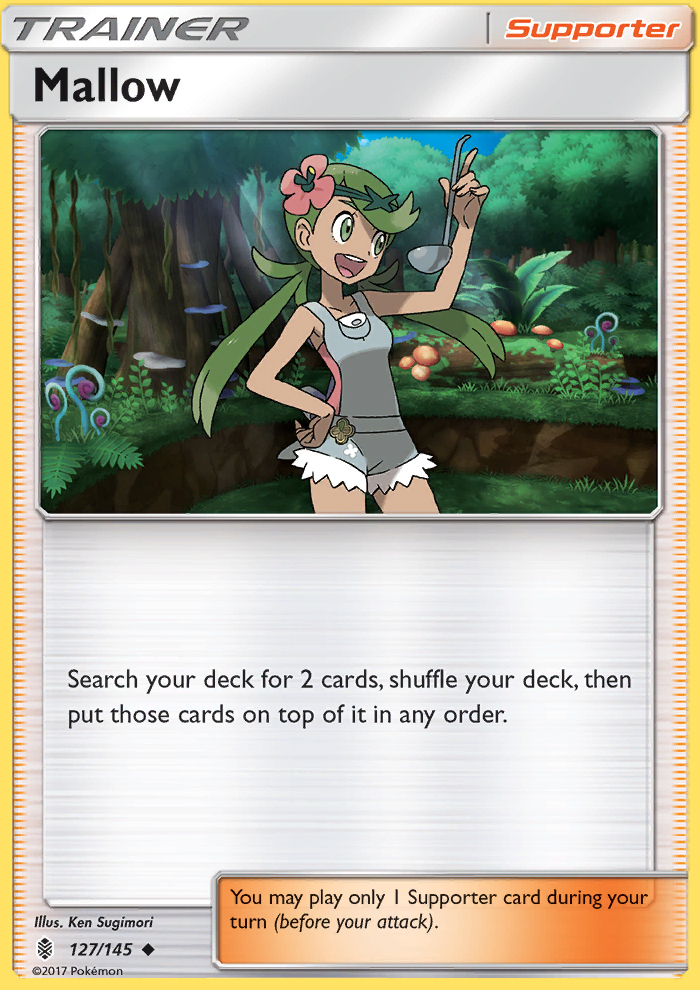 TRAINER
Supporter
Mallow
Search your deck for 2 cards, shuffle your deck, then
put those cards on top of it in any order.
You may play only 1 Supporter card during your
turn (before your attack).
Illus. Ken Sugimori
127/145
©2017 Pokémon